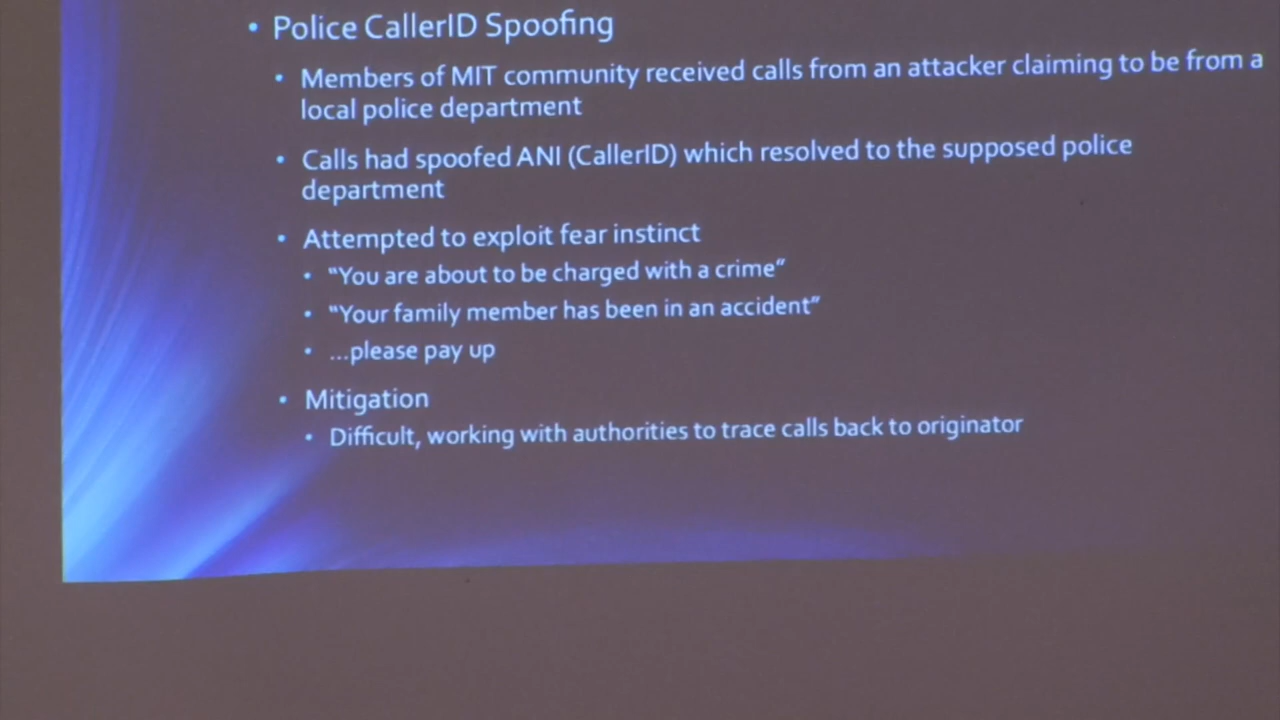 • Police CallerID Spoofing
• Members of MIT community received calls from an attacker claiming to be from a
local police department
• Calls had spoofed ANI (CallerID) which resolved to the supposed police
department
• Attempted to exploit fear instinct
• “You are about to be charged with a crime”
• “Your family member has been in an accident”
• ...please pay up
• Mitigation
• Difficult, working with authorities to trace calls back to originator